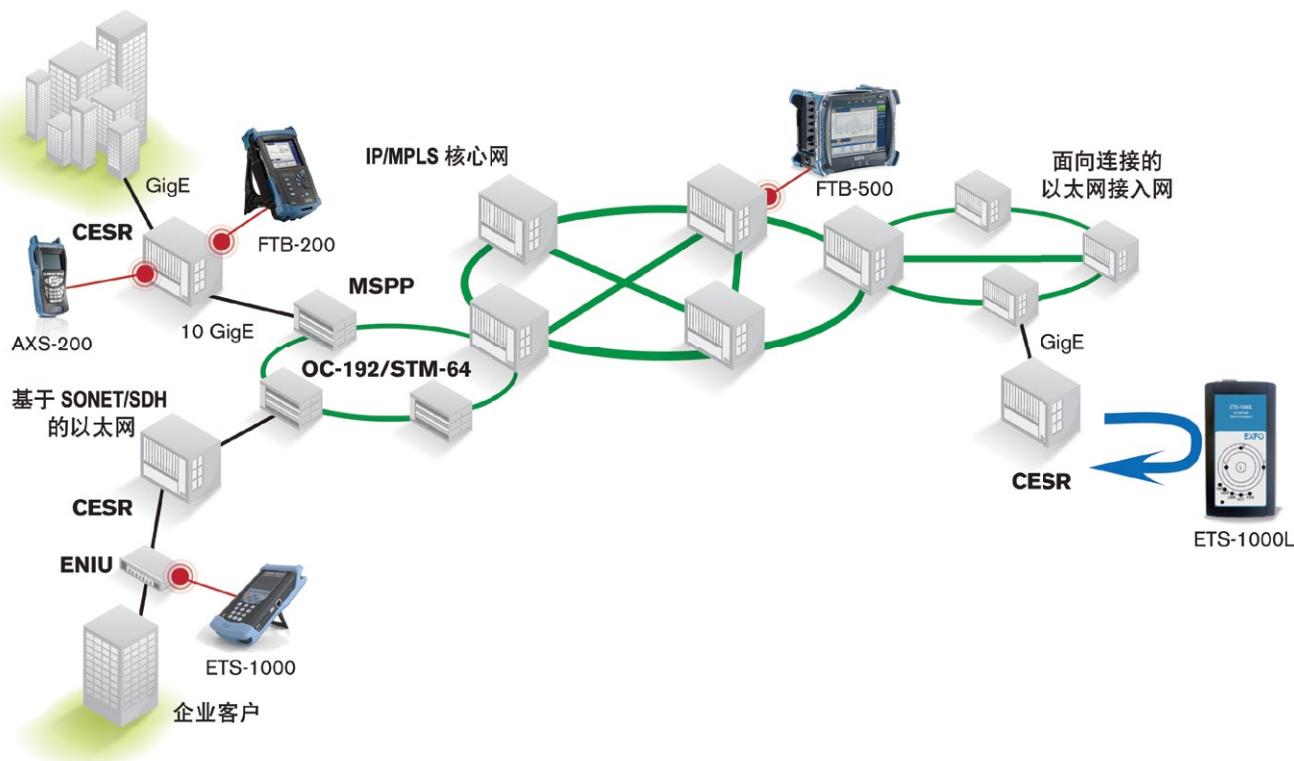 GigE
CESR
FTB-200
AXS-200
10 GigE
MSPP
OC-192/STM-64
基于 SONET/SDH
的以太网
CESR
ENIU
ETS-1000
企业客户
IP/MPLS 核心网
FTB-500
面向连接的
以太网接入网
GigE
CESR
ETS-1000L
EXFO
ETS-1000L